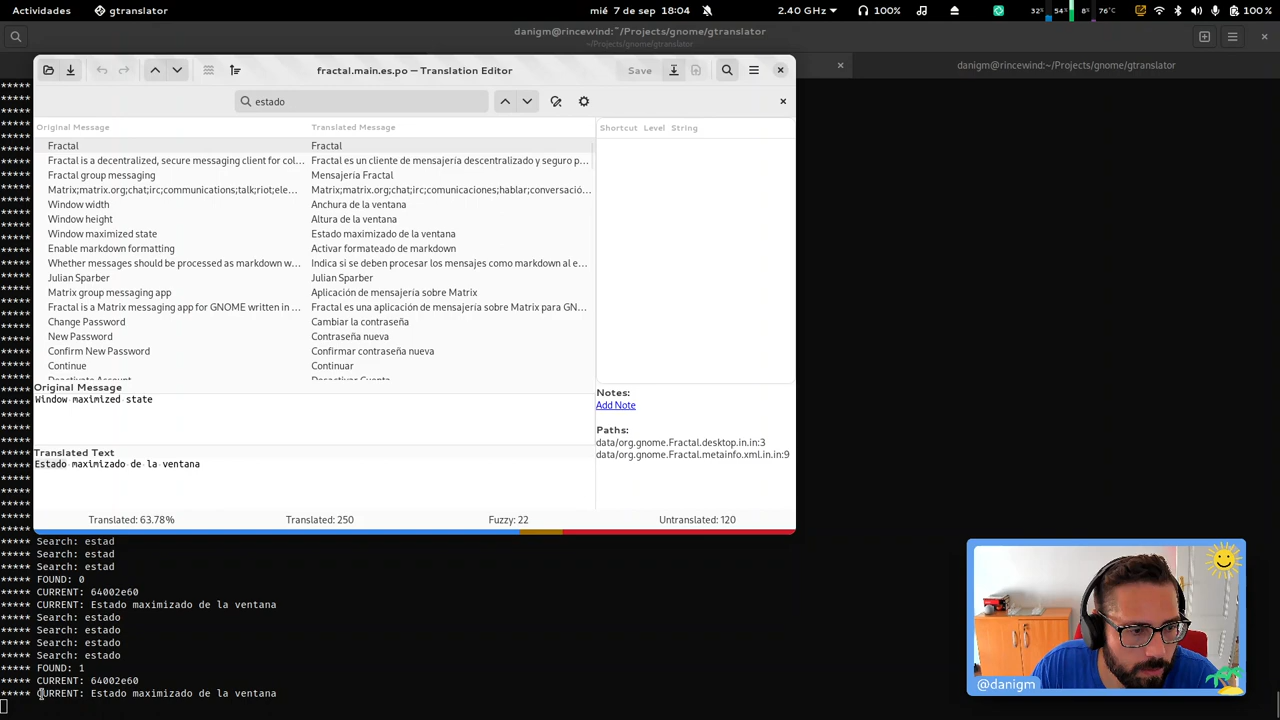 Actividades
gtranslator
mié 7 de sep 18:04
2.40 GHz
100%
32%
54%
8%
76°C
100 %
danigm@rincewind:~/Projects/gnome/gtranslator
~/Projects/gnome/gtranslator
danigm@rincewind:~/Projects/gnome/gtranslator
fractal.main.es.po — Translation Editor
Save
estado
Original Message
Translated Message
Shortcut Level String
Fractal
Fractal
Fractal is a decentralized, secure messaging client for col...
Fractal es un cliente de mensajería descentralizado y seguro p...
Fractal group messaging
Mensajería Fractal
Matrix;matrix.org;chat;irc;communications;talk;riot;ele...
Matrix;matrix.org;chat;irc;comunicaciones;hablar;conversació...
Window width
Anchura de la ventana
Window height
Altura de la ventana
Window maximized state
Estado maximizado de la ventana
Enable markdown formatting
Activar formateado de markdown
Whether messages should be processed as markdown w...
Indica si se deben procesar los mensajes como markdown al e...
Julian Sparber
Julian Sparber
Matrix group messaging app
Aplicación de mensajería sobre Matrix
Fractal is a Matrix messaging app for GNOME written in ...
Fractal es una aplicación de mensajería sobre Matrix para GN...
Change Password
Cambiar la contraseña
New Password
Contraseña nueva
Confirm New Password
Confirmar contraseña nueva
Continue
Continuar
Deactivate Account
Desactivar Cuenta
Original Message
Window maximized state
Translated Text
Estado maximizado de la ventana
Notes:
Add Note
Paths:
data/org.gnome.Fractal.desktop.in.in:3
data/org.gnome.Fractal.metainfo.xml.in.in:9
Translated: 63.78%
Translated: 250
Fuzzy: 22
Untranslated: 120
***** Search: estad
***** Search: estad
***** Search: estad
***** FOUND: 0
***** CURRENT: 64002e60
***** CURRENT: Estado maximizado de la ventana
***** Search: estado
***** Search: estado
***** Search: estado
***** Search: estado
***** FOUND: 1
***** CURRENT: 64002e60
***** CURRENT: Estado maximizado de la ventana
@danigm